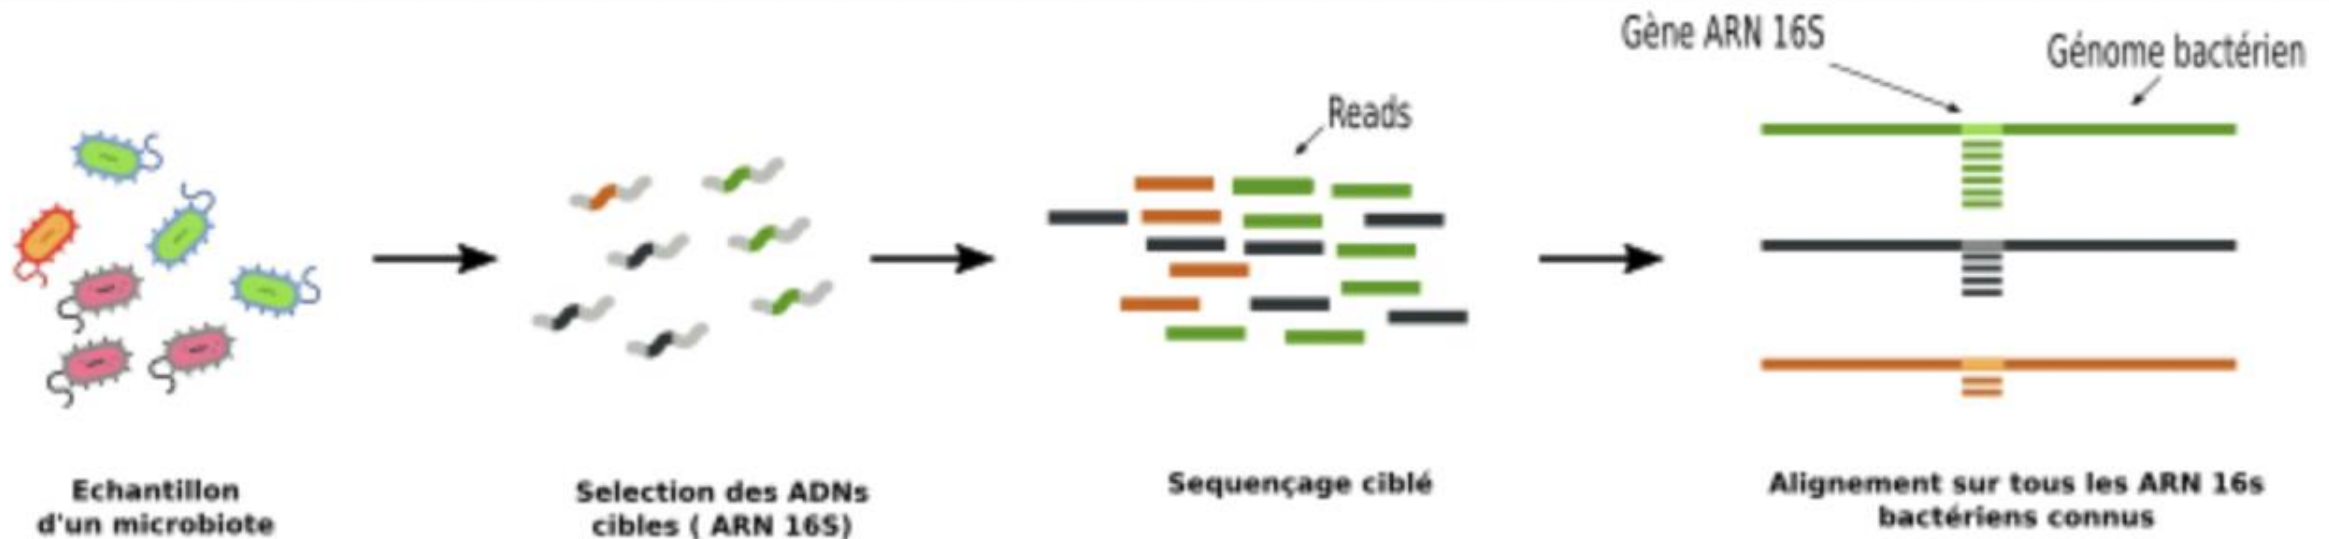 Gène ARN 16S
Génome bactérien
Reads
Echantillon
d'un microbiote
Selection des ADNs
cibles ( ARN 16S)
Sequençage ciblé
Alignement sur tous les ARN 16s
bactériens connus